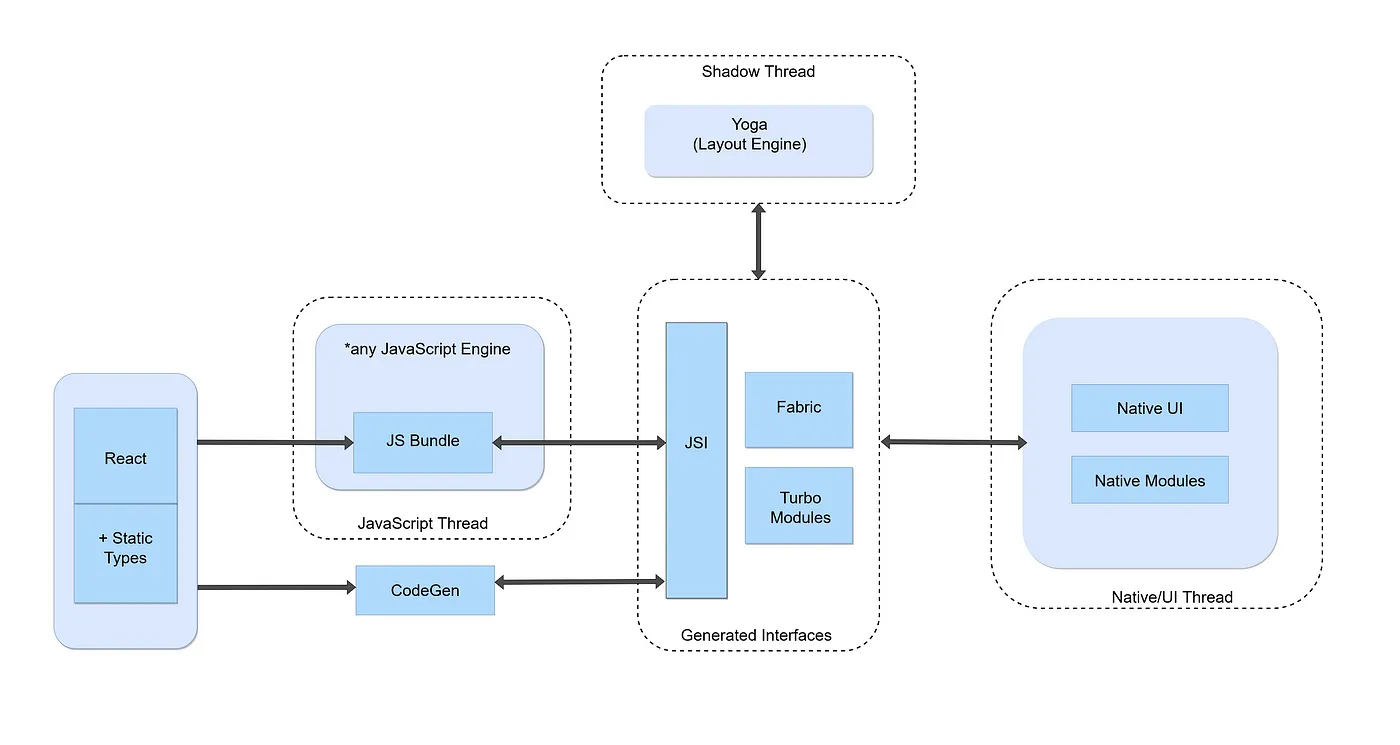 Shadow Thread
Yoga
(Layout Engine)
*any JavaScript Engine
JS Bundle
JavaScript Thread
React
+ Static
Types
CodeGen
JSI
Fabric
Turbo
Modules
Generated Interfaces
Native UI
Native Modules
Native/UI Thread